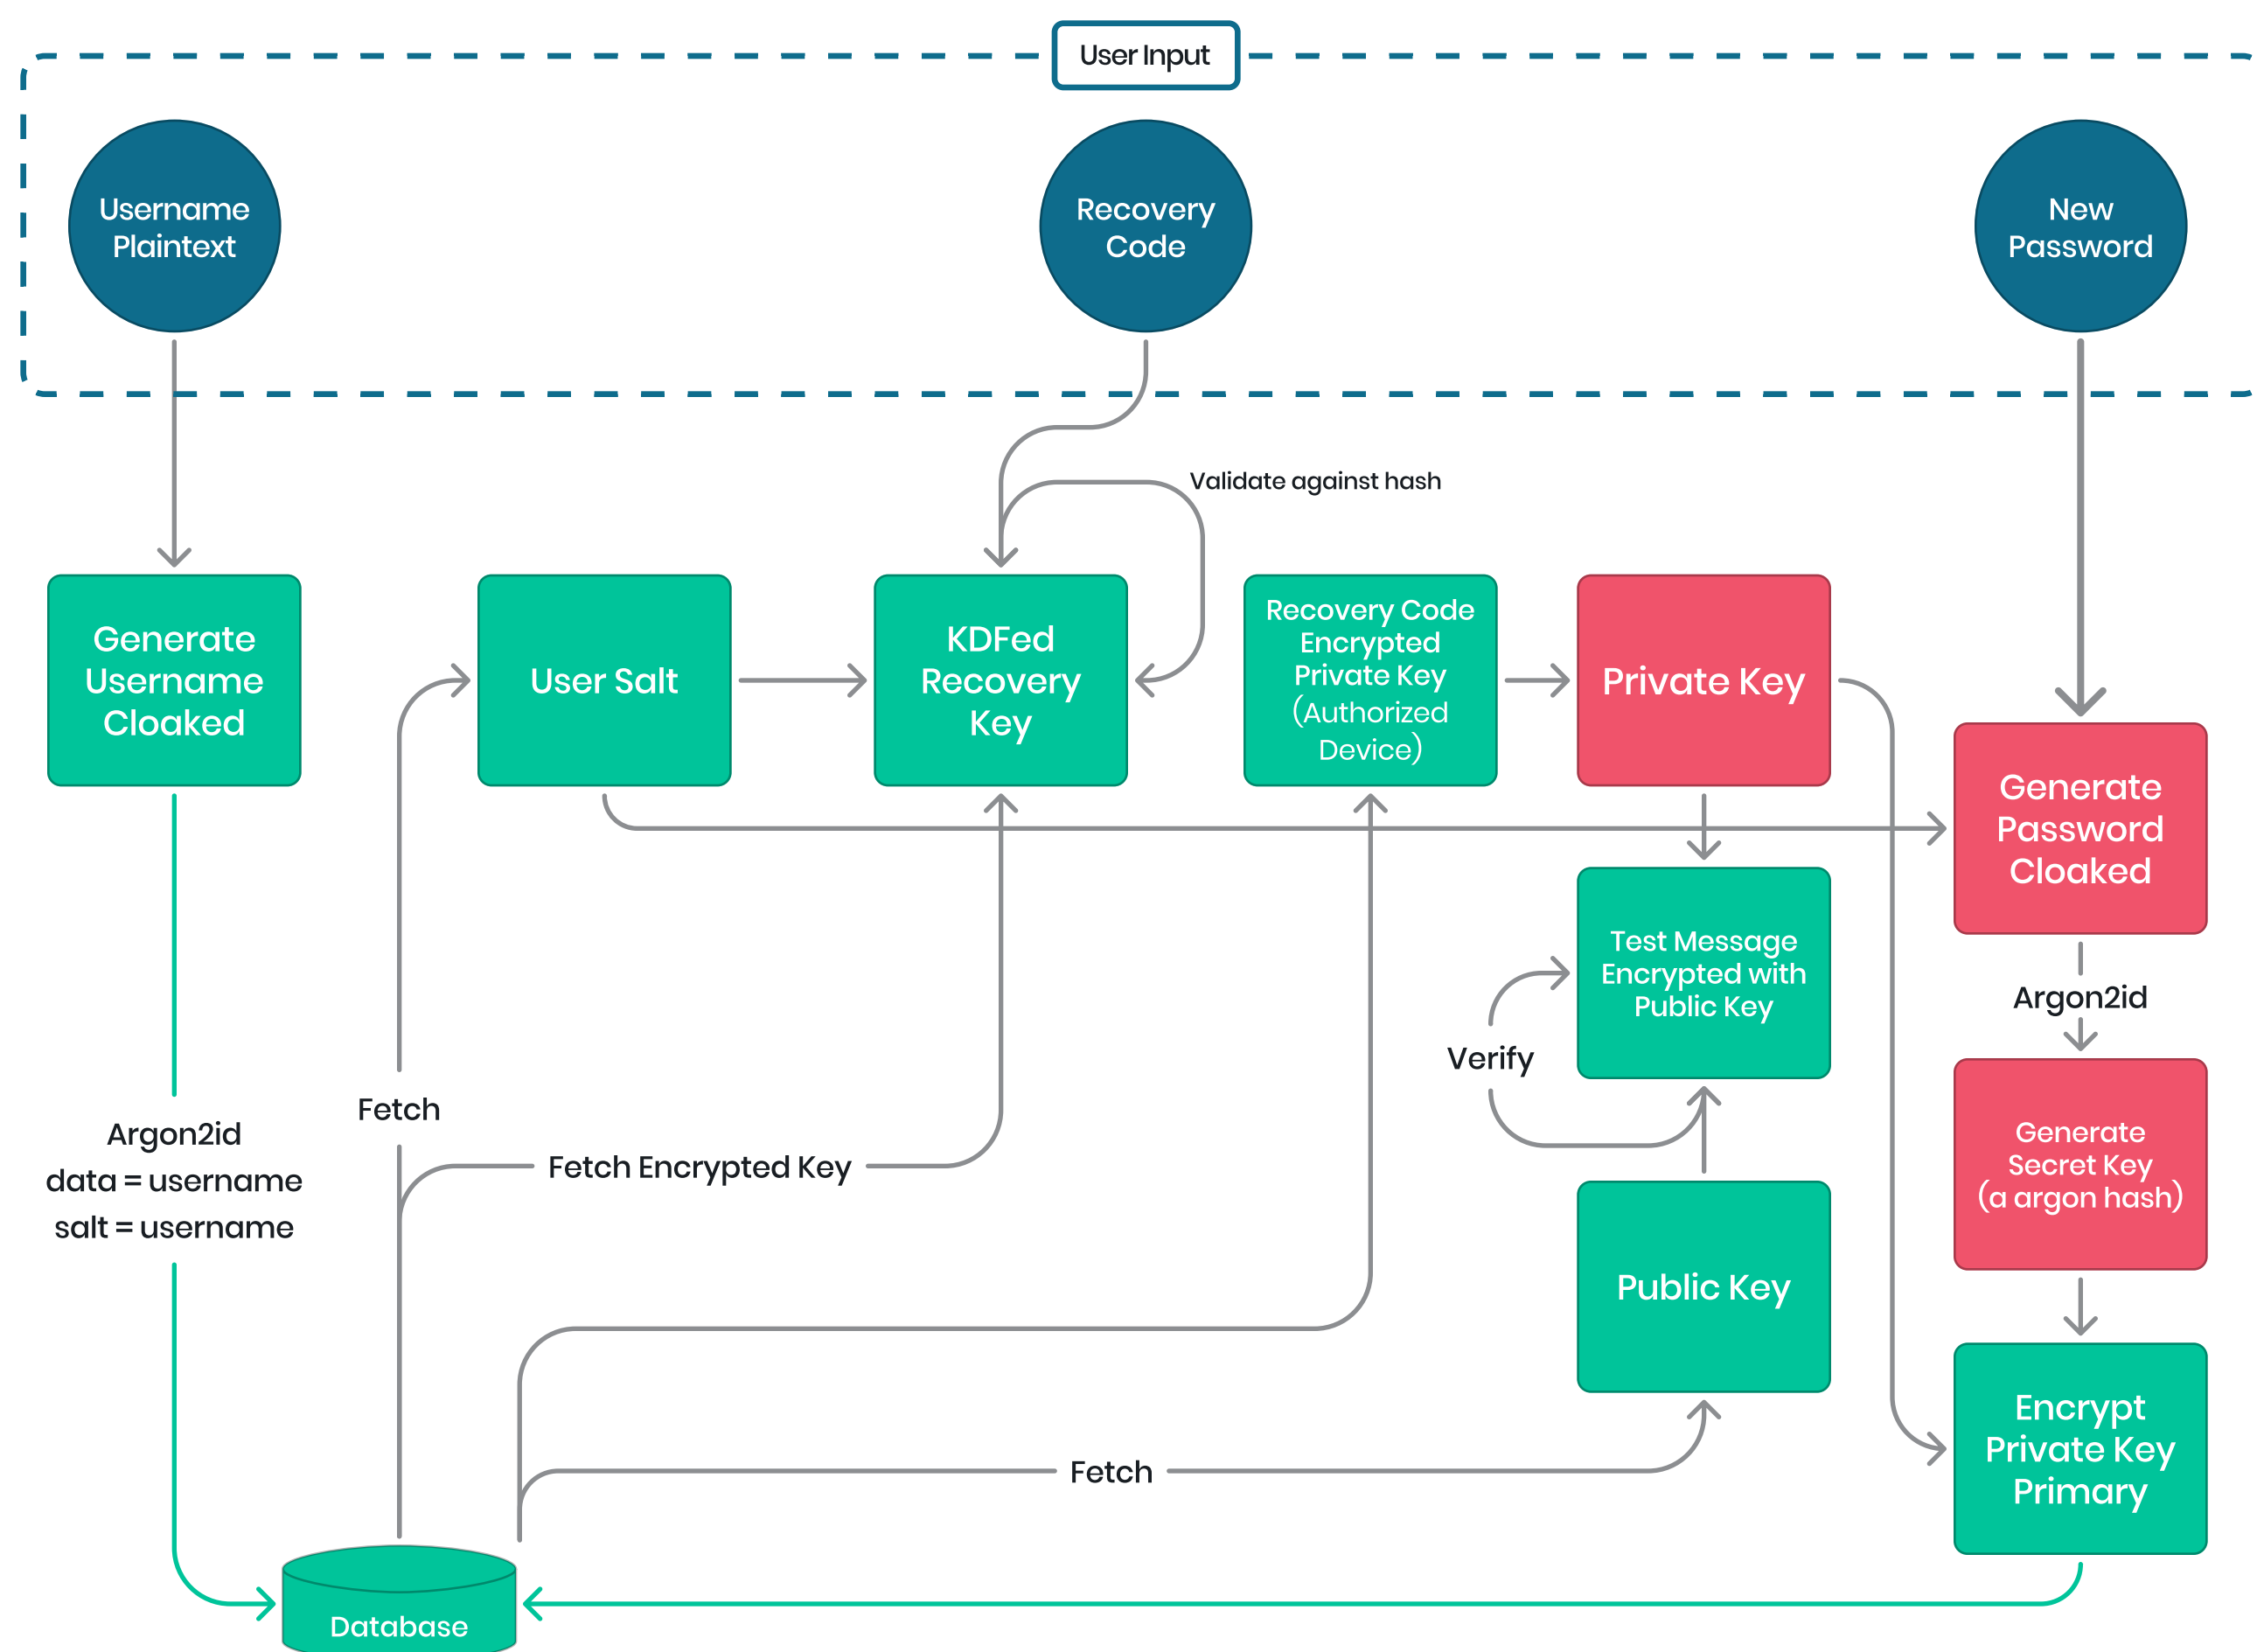 User Input
Username
Plaintext
Recovery
Code
New
Password
Validate against hash
Generate
Username
Cloaked
User Salt
KDFed
Recovery
Key
Recovery Code
Encrypted
Private Key
(Authorized
Device)
Private Key
Generate
Password
Cloaked
Test Message
Encrypted with
Public Key
Argon2id
Verify
Fetch
Argon2id
data = username
salt = username
Fetch Encrypted Key
Generate
Secret Key
(a argon hash)
Public Key
Encrypt
Private Key
Primary
Fetch
Database